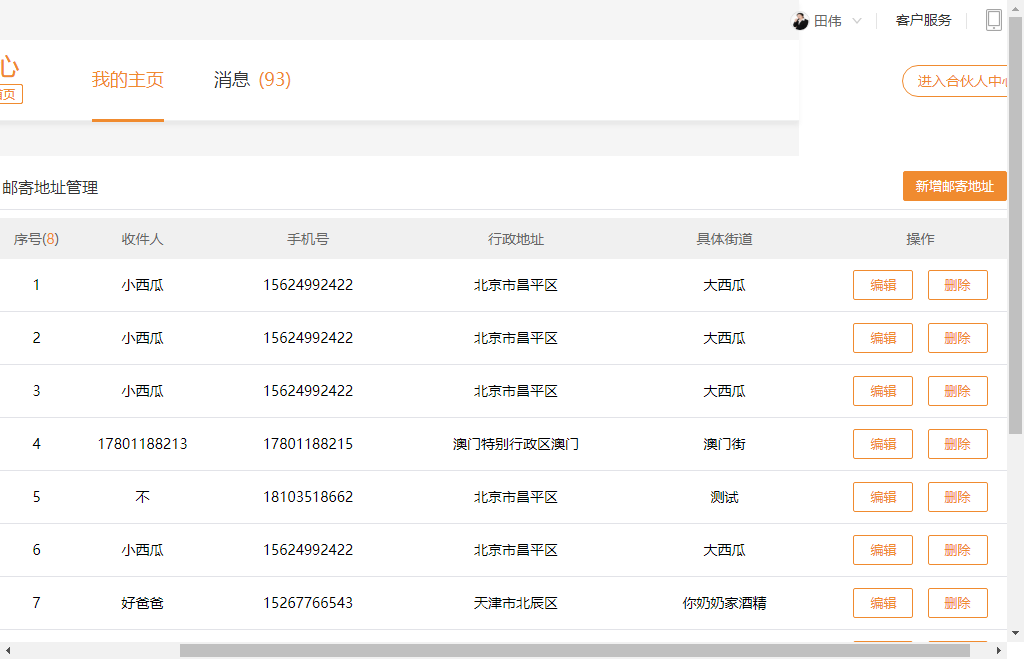 田伟 客户服务
心
我的主页 消息 (93)
首页
进入合伙人中心
邮寄地址管理 新增邮寄地址
序号(8) 收件人 手机号 行政地址 具体街道 操作
1 小西瓜 15624992422 北京市昌平区 大西瓜 编辑 删除
2 小西瓜 15624992422 北京市昌平区 大西瓜 编辑 删除
3 小西瓜 15624992422 北京市昌平区 大西瓜 编辑 删除
4 17801188213 17801188215 澳门特别行政区澳门 澳门街 编辑 删除
5 不 18103518662 北京市昌平区 测试 编辑 删除
6 小西瓜 15624992422 北京市昌平区 大西瓜 编辑 删除
7 好爸爸 15267766543 天津市北辰区 你奶奶家酒精 编辑 删除